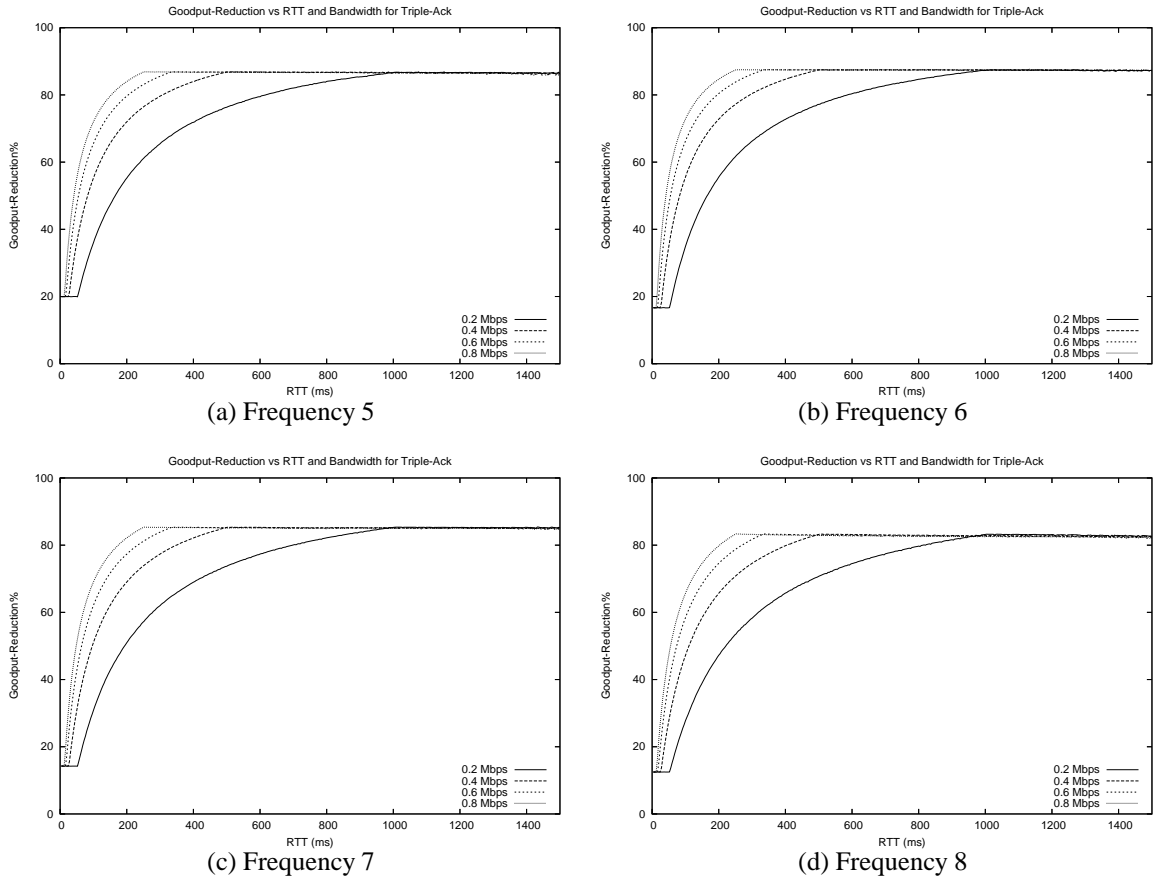 Goodput-Reduction vs RTT and Bandwidth for Triple-Ack
100
80
60
40
20
0
Goodput-Reduction%
0.2 Mbps
0.4 Mbps
0.6 Mbps
0.8 Mbps
0 200 400 600 800 1000 1200 1400
RTT (ms)
(a) Frequency 5
Goodput-Reduction vs RTT and Bandwidth for Triple-Ack
100
80
60
40
20
0
Goodput-Reduction%
0.2 Mbps
0.4 Mbps
0.6 Mbps
0.8 Mbps
0 200 400 600 800 1000 1200 1400
RTT (ms)
(b) Frequency 6
Goodput-Reduction vs RTT and Bandwidth for Triple-Ack
100
80
60
40
20
0
Goodput-Reduction%
0.2 Mbps
0.4 Mbps
0.6 Mbps
0.8 Mbps
0 200 400 600 800 1000 1200 1400
RTT (ms)
(c) Frequency 7
Goodput-Reduction vs RTT and Bandwidth for Triple-Ack
100
80
60
40
20
0
Goodput-Reduction%
0.2 Mbps
0.4 Mbps
0.6 Mbps
0.8 Mbps
0 200 400 600 800 1000 1200 1400
RTT (ms)
(d) Frequency 8